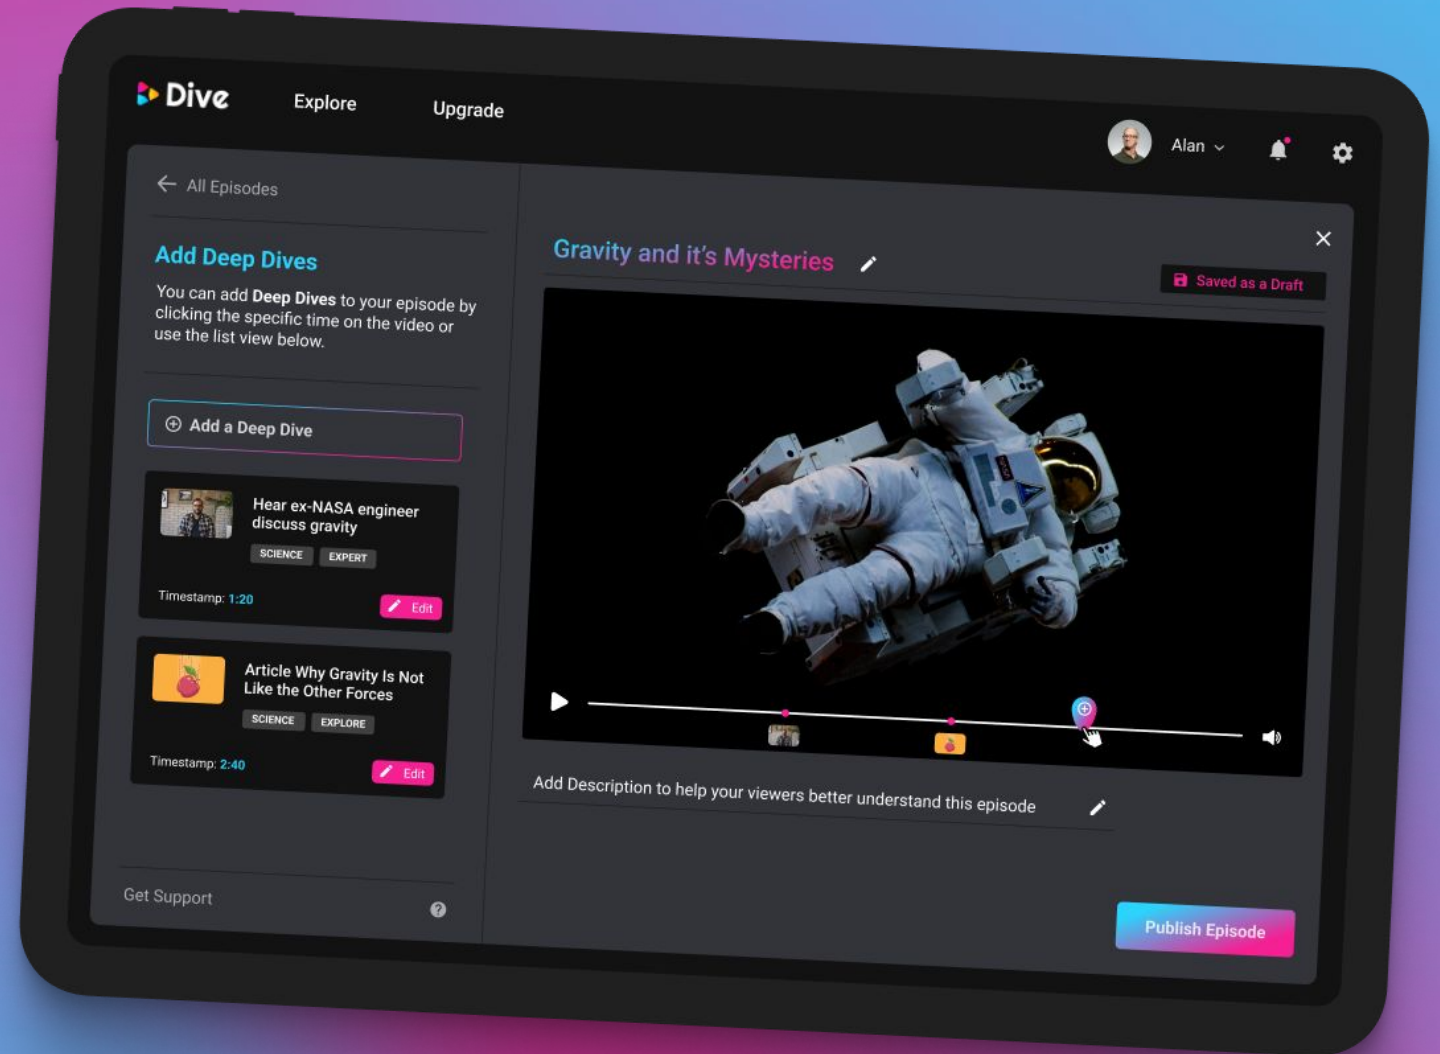 Dive
Explore
Upgrade
Alan
All Episodes
Add Deep Dives
You can add Deep Dives to your episode by
clicking the specific time on the video or
use the list view below.
Add a Deep Dive
Hear ex-NASA engineer
discuss gravity
SCIENCE
EXPERT
Timestamp: 1:20
Edit
Article Why Gravity Is Not
Like the Other Forces
SCIENCE
EXPLORE
Timestamp: 2:40
Edit
Get Support
Gravity and it's Mysteries
Saved as a Draft
Add Description to help your viewers better understand this episode
Publish Episode